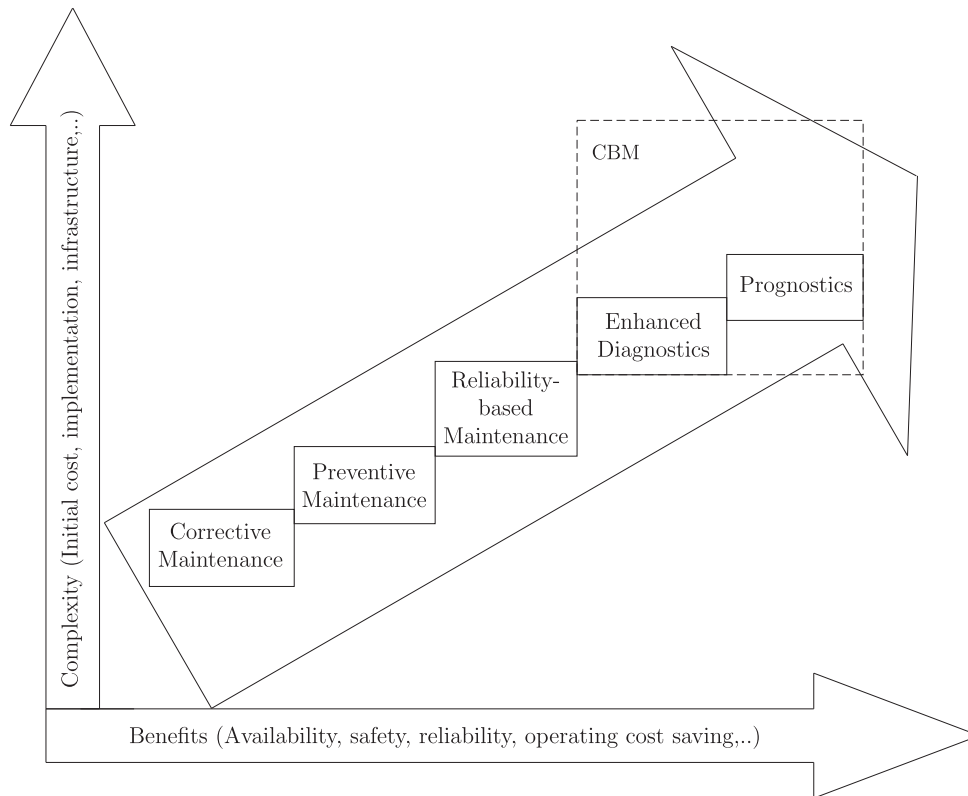 Complexity (Initial cost, implementation, infrastructure,..)
CBM
Prognostics
Enhanced
Diagnostics
Reliability-
based
Maintenance
Preventive
Maintenance
Corrective
Maintenance
Benefits (Availability, safety, reliability, operating cost saving,..)